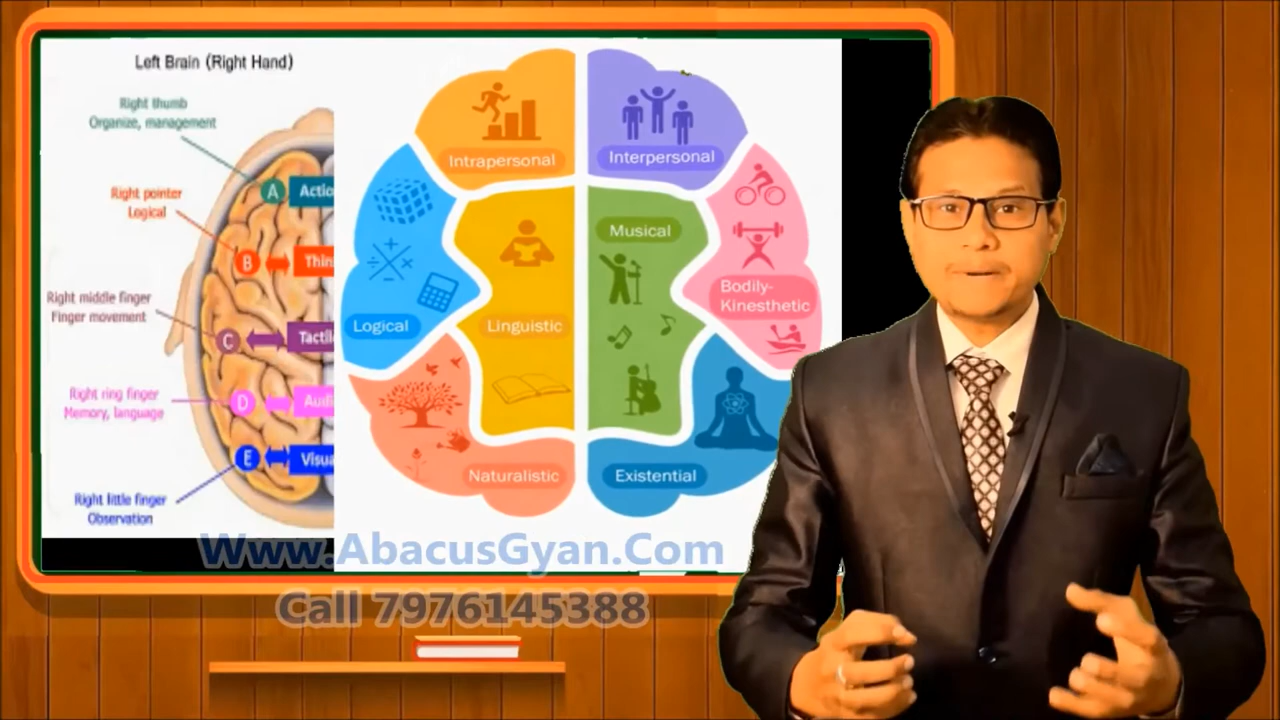 Left Brain (Right Hand)
Right thumb
Organize, management
A
Actio
Right pointer
Logical
B
Thin
Right middle finger
Finger movement
C
Tactile
Right ring finger
Memory, language
D
Audi
E
Visua
Right little finger
Observation
Intrapersonal
Interpersonal
Musical
Bodily-
Kinesthetic
Logical
Linguistic
Naturalistic
Existential
Www.AbacusGyan.Com
Call 7976145388